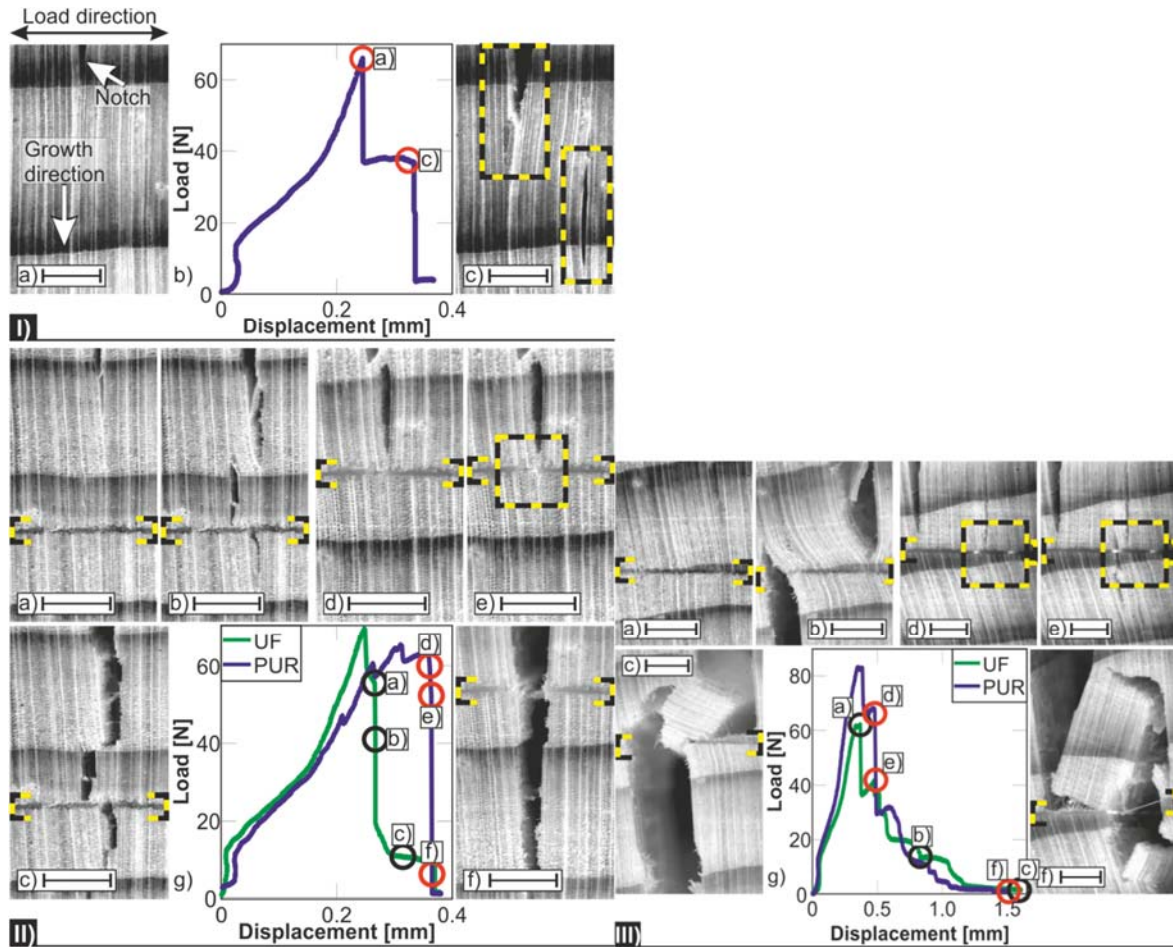 Load direction
Notch
Growth
direction
a)
Load [N]
60
40
20
0
a)
c)
b)
0
0.2
0.4
Displacement [mm]
c)
I)
a)
b)
d)
e)
c)
UF
PUR
Load [N]
60
40
20
0
d)
a)
e)
b)
c)
f)
g)
0
0.2
0.4
Displacement [mm]
f)
II)
a)
b)
d)
e)
c)
UF
PUR
Load [N]
80
60
40
20
0
a)
d)
e)
b)
f)
c)
g)
0
0.5
1.0
1.5
Displacement [mm]
f)
III)